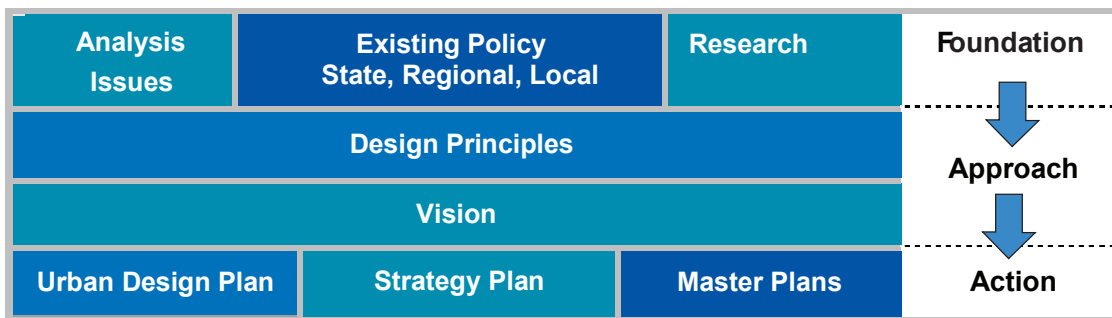 Analysis
Issues
Existing Policy
State, Regional, Local
Research
Foundation
Design Principles
Approach
Vision
Urban Design Plan
Strategy Plan
Master Plans
Action